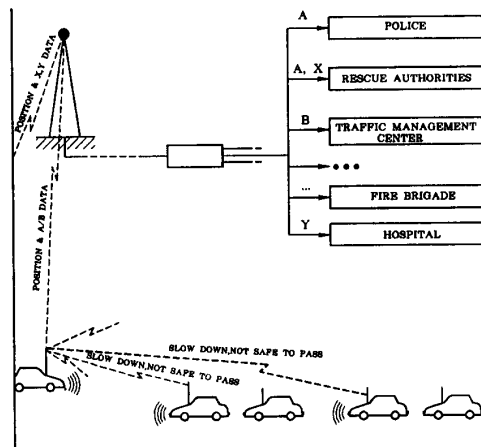 A
POLICE
POSITION & X,Y DATA
A, X
RESCUE AUTHORITIES
B
TRAFFIC MANAGEMENT
CENTER
•••
...
FIRE BRIGADE
Y
HOSPITAL
POSITION & A/B DATA
SLOW DOWN,NOT SAFE TO PASS
SLOW DOWN,NOT SAFE TO PASS